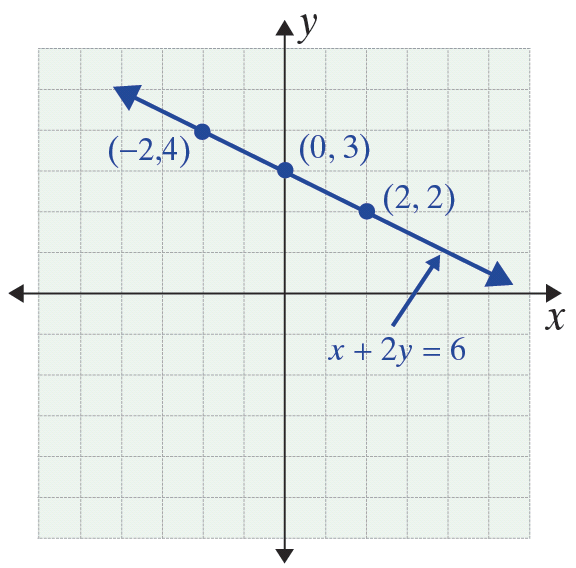 y
(−2,4)
(0, 3)
(2, 2)
x
x + 2y = 6